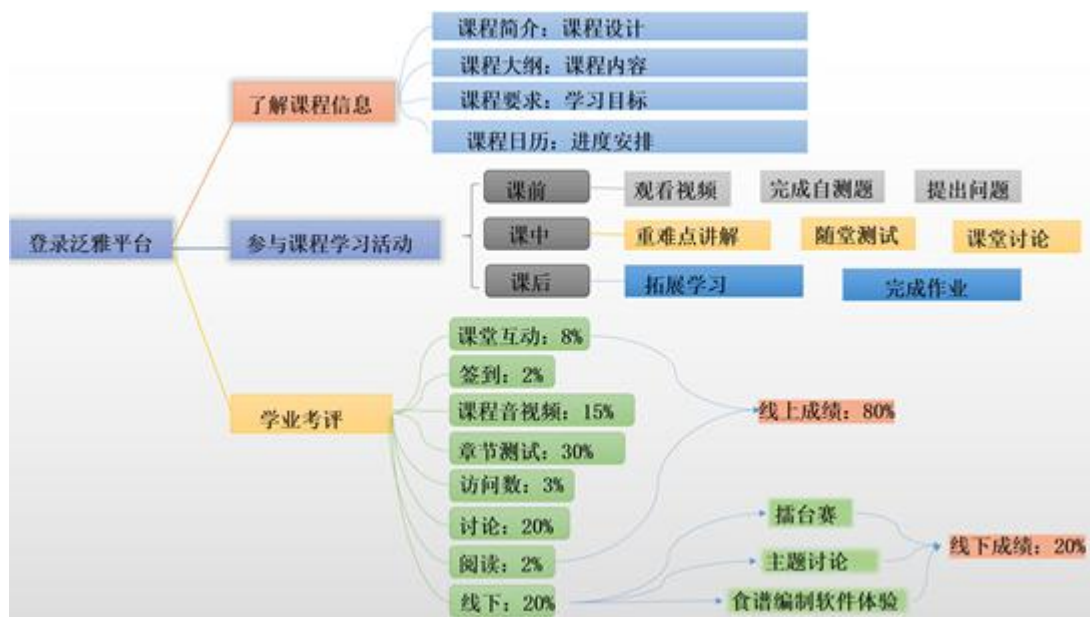 课程简介：课程设计
课程大纲：课程内容
了解课程信息
课程要求：学习目标
课程日历：进度安排
课前 观看视频 完成自测题 提出问题
登录泛雅平台 参与课程学习活动 课中 重难点讲解 随堂测试 课堂讨论
课后 拓展学习 完成作业
课堂互动：8%
签到：2%
课程音视频：15% 线上成绩：80%
学业考评
章节测试：30%
访问数：3%
讨论：20% 擂台赛
阅读：2% 主题讨论 线下成绩：20%
线下：20% 食谱编制软件体验